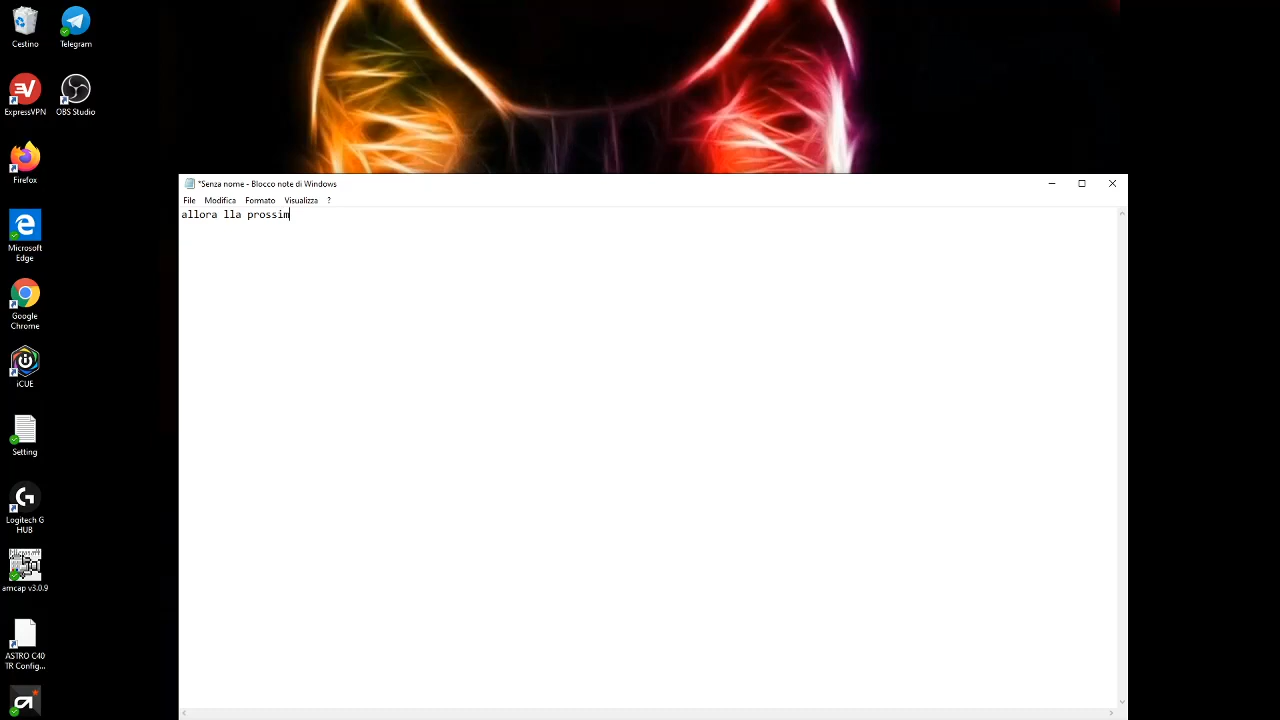 Cestino
Telegram
ExpressVPN
OBS Studio
Firefox
*Senza nome - Blocco note di Windows
File Modifica Formato Visualizza ?
allora lla prossim
Microsoft
Edge
Google
Chrome
iCUE
Setting
Logitech G
HUB
Microsoft
amcap v3.0.9
ASTRO C40
TR Config...